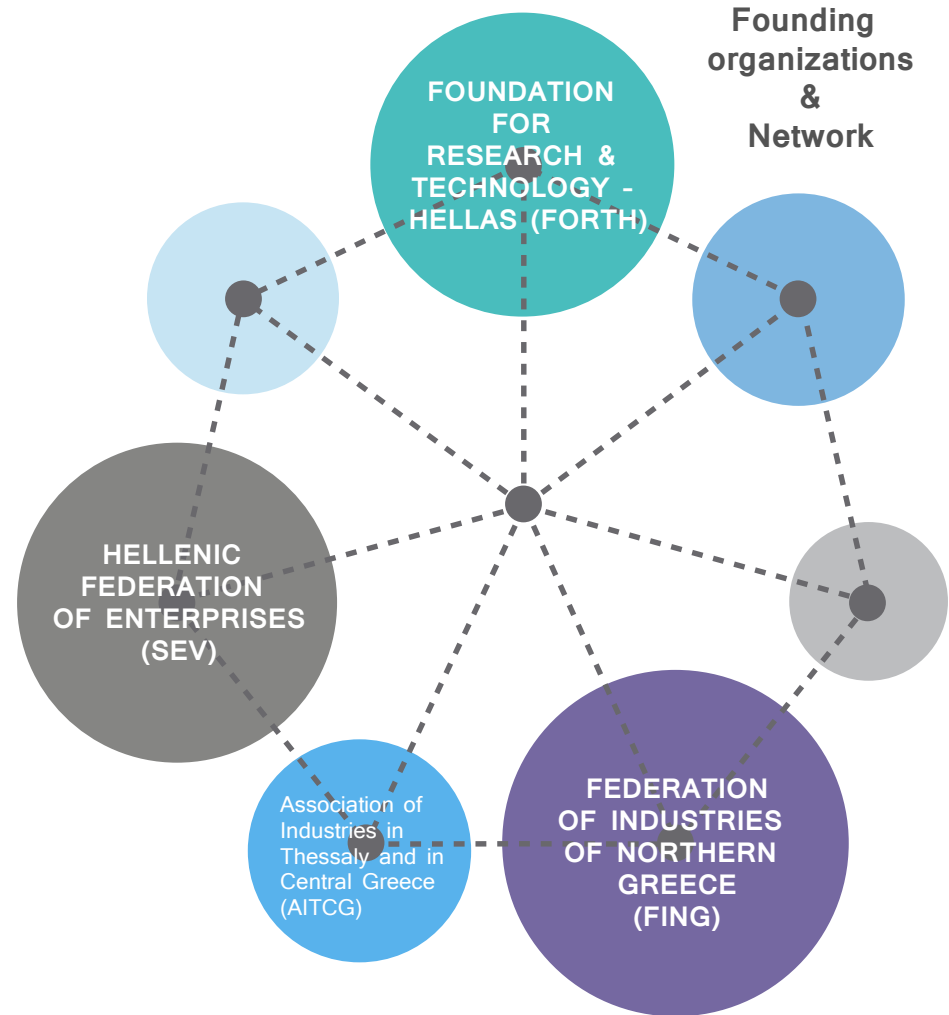 Founding
organizations
&
Network
FOUNDATION
FOR
RESEARCH &
TECHNOLOGY -
HELLAS (FORTH)
HELLENIC
FEDERATION
OF ENTERPRISES
(SEV)
Association of
Industries in
Thessaly and in
Central Greece
(AITCG)
FEDERATION
OF INDUSTRIES
OF NORTHERN
GREECE
(FING)